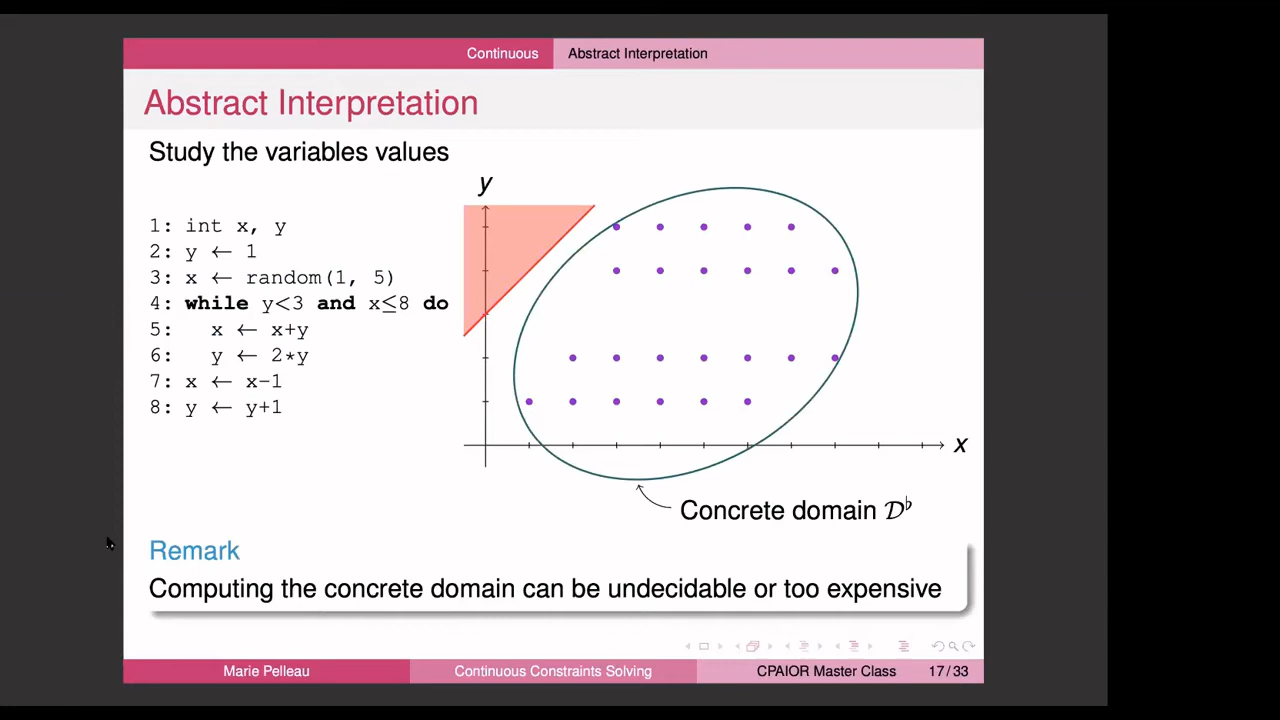 Continuous Abstract Interpretation
Abstract Interpretation
Study the variables values
1: int x, y
2: y ← 1
3: x ← random(1, 5)
4: while y<3 and x≤8 do
5: x ← x+y
6: y ← 2*y
7: x ← x-1
8: y ← y+1
y
x
Concrete domain 𝒟♭
Remark
Computing the concrete domain can be undecidable or too expensive
Marie Pelleau Continuous Constraints Solving CPAIOR Master Class 17/33